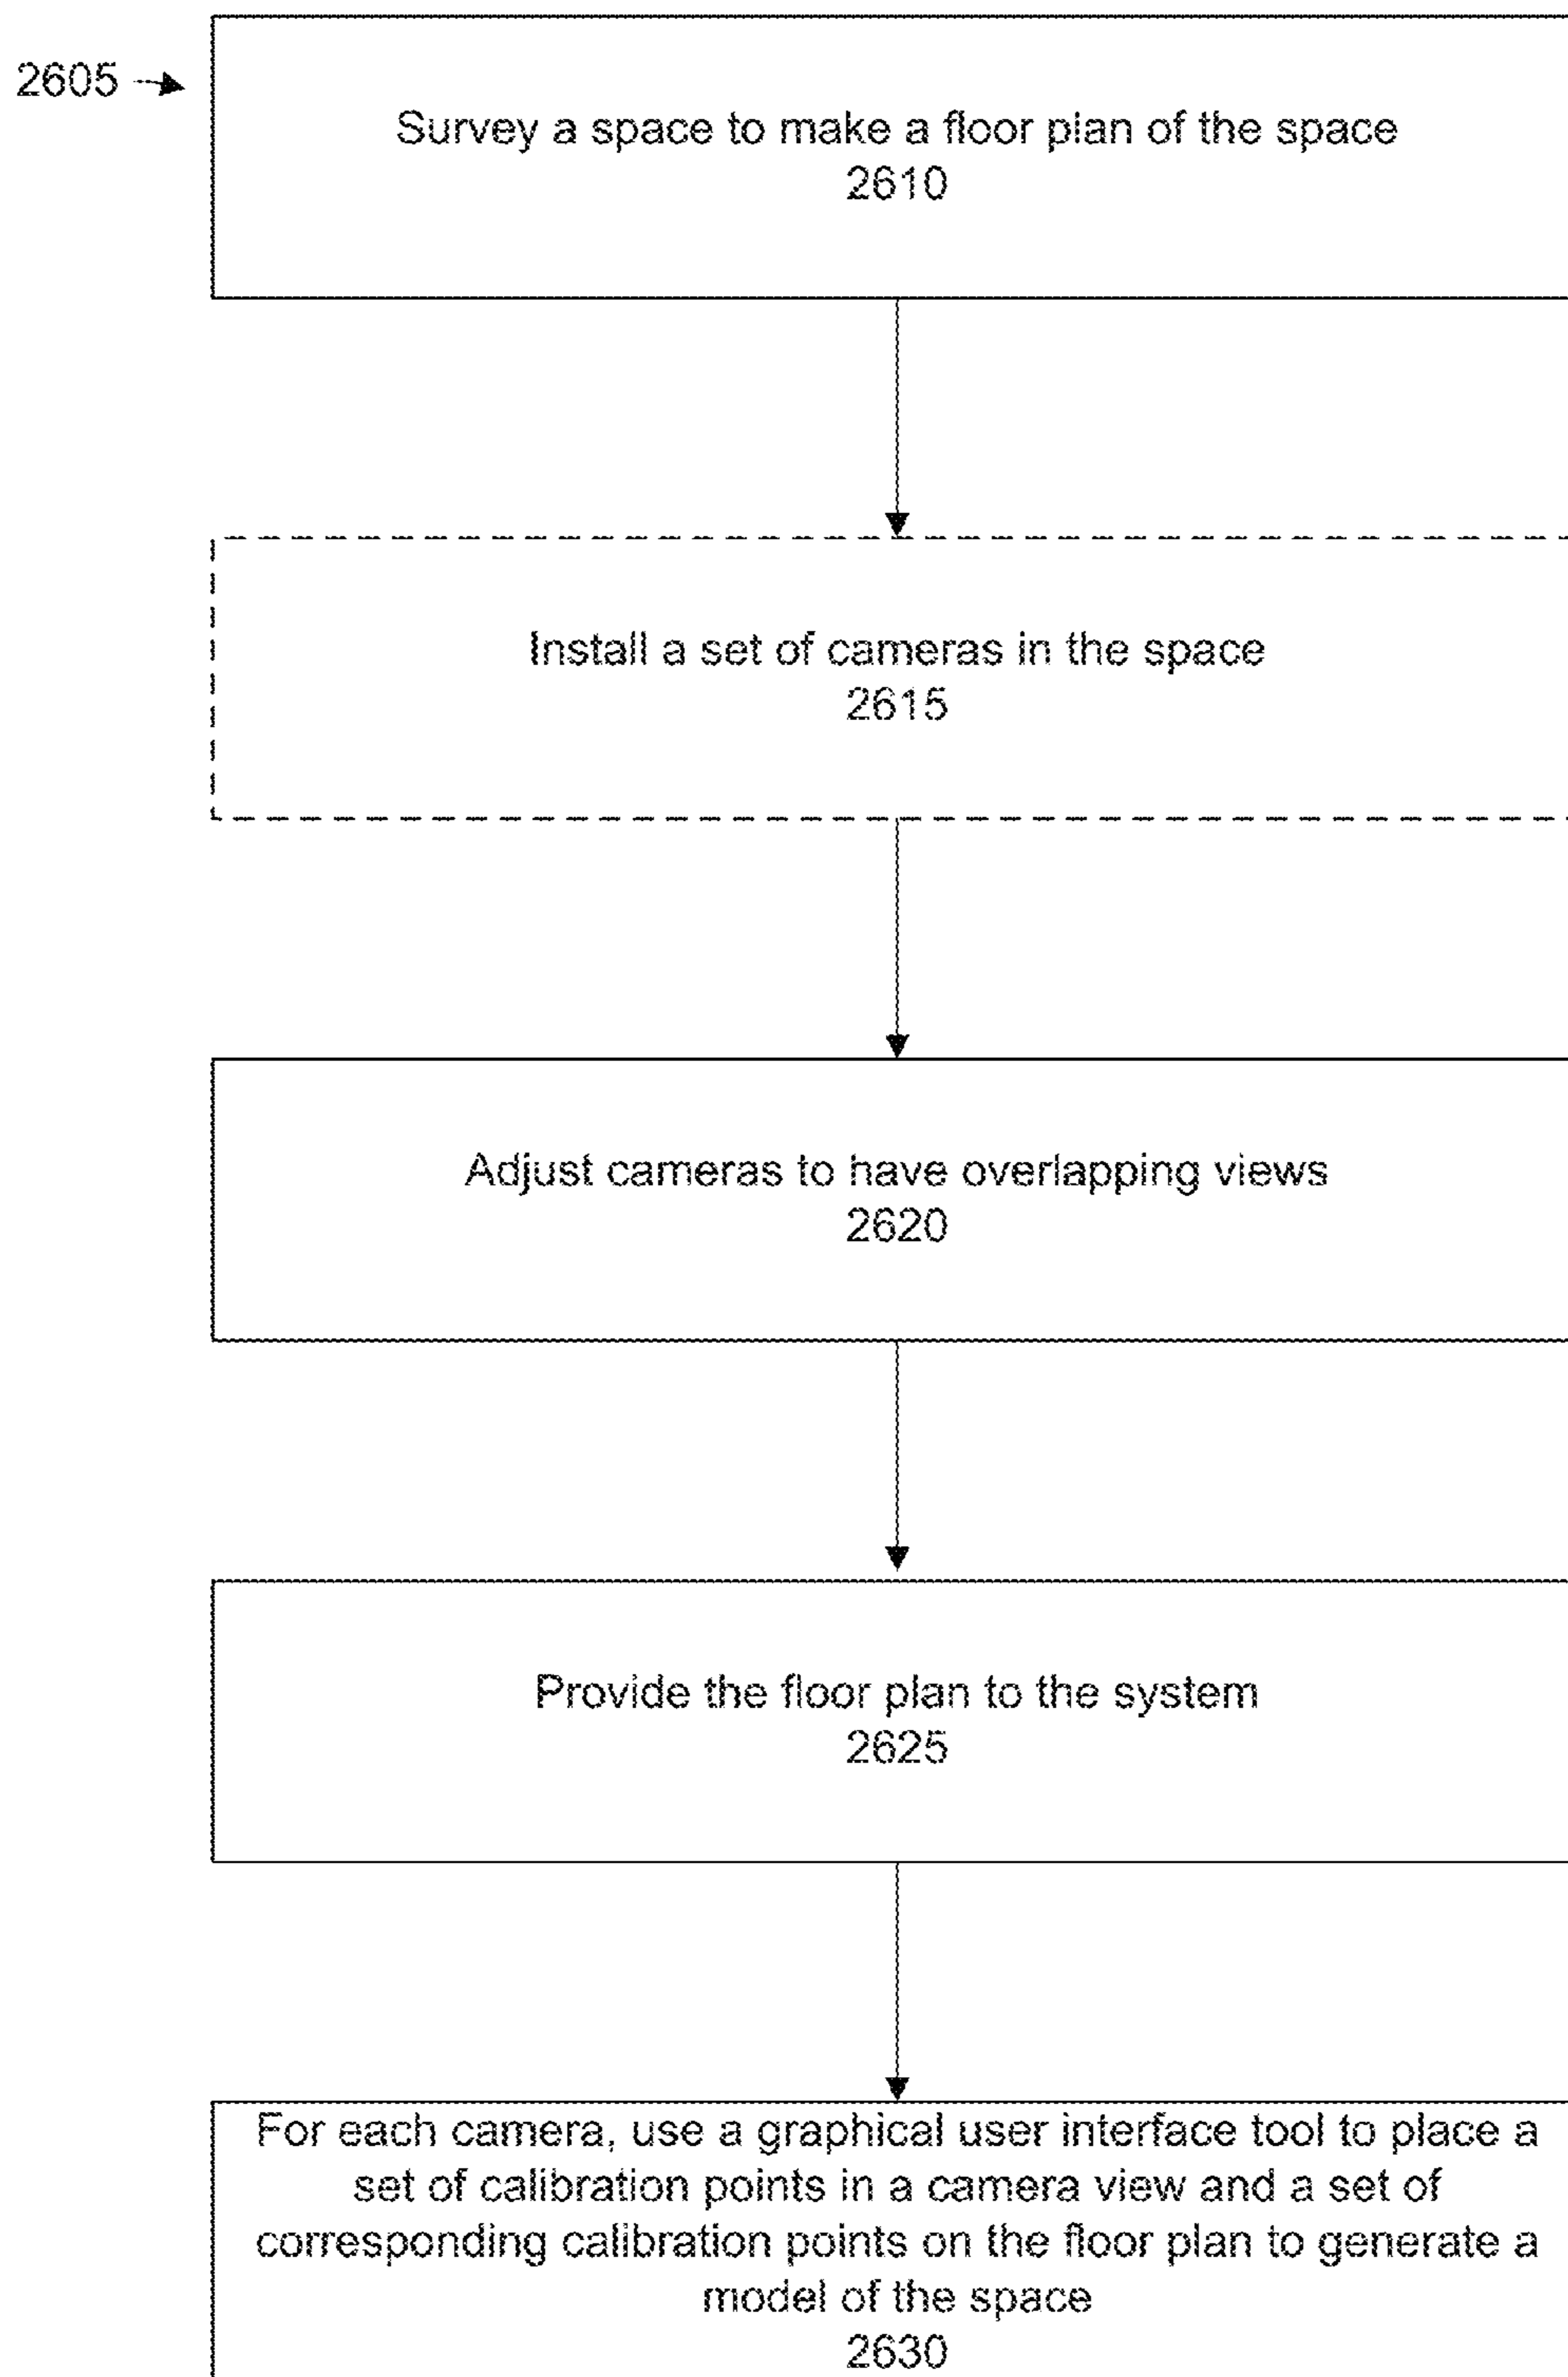 2605
Survey a space to make a floor plan of the space
2610
Install a set of cameras in the space
2615
Adjust cameras to have overlapping views
2620
Provide the floor plan to the system
2625
For each camera, use a graphical user interface tool to place a
set of calibration points in a camera view and a set of
corresponding calibration points on the floor plan to generate a
model of the space
2630